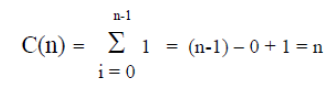 n-1
C(n) = Σ 1 = (n-1) – 0 + 1 = n
i = 0